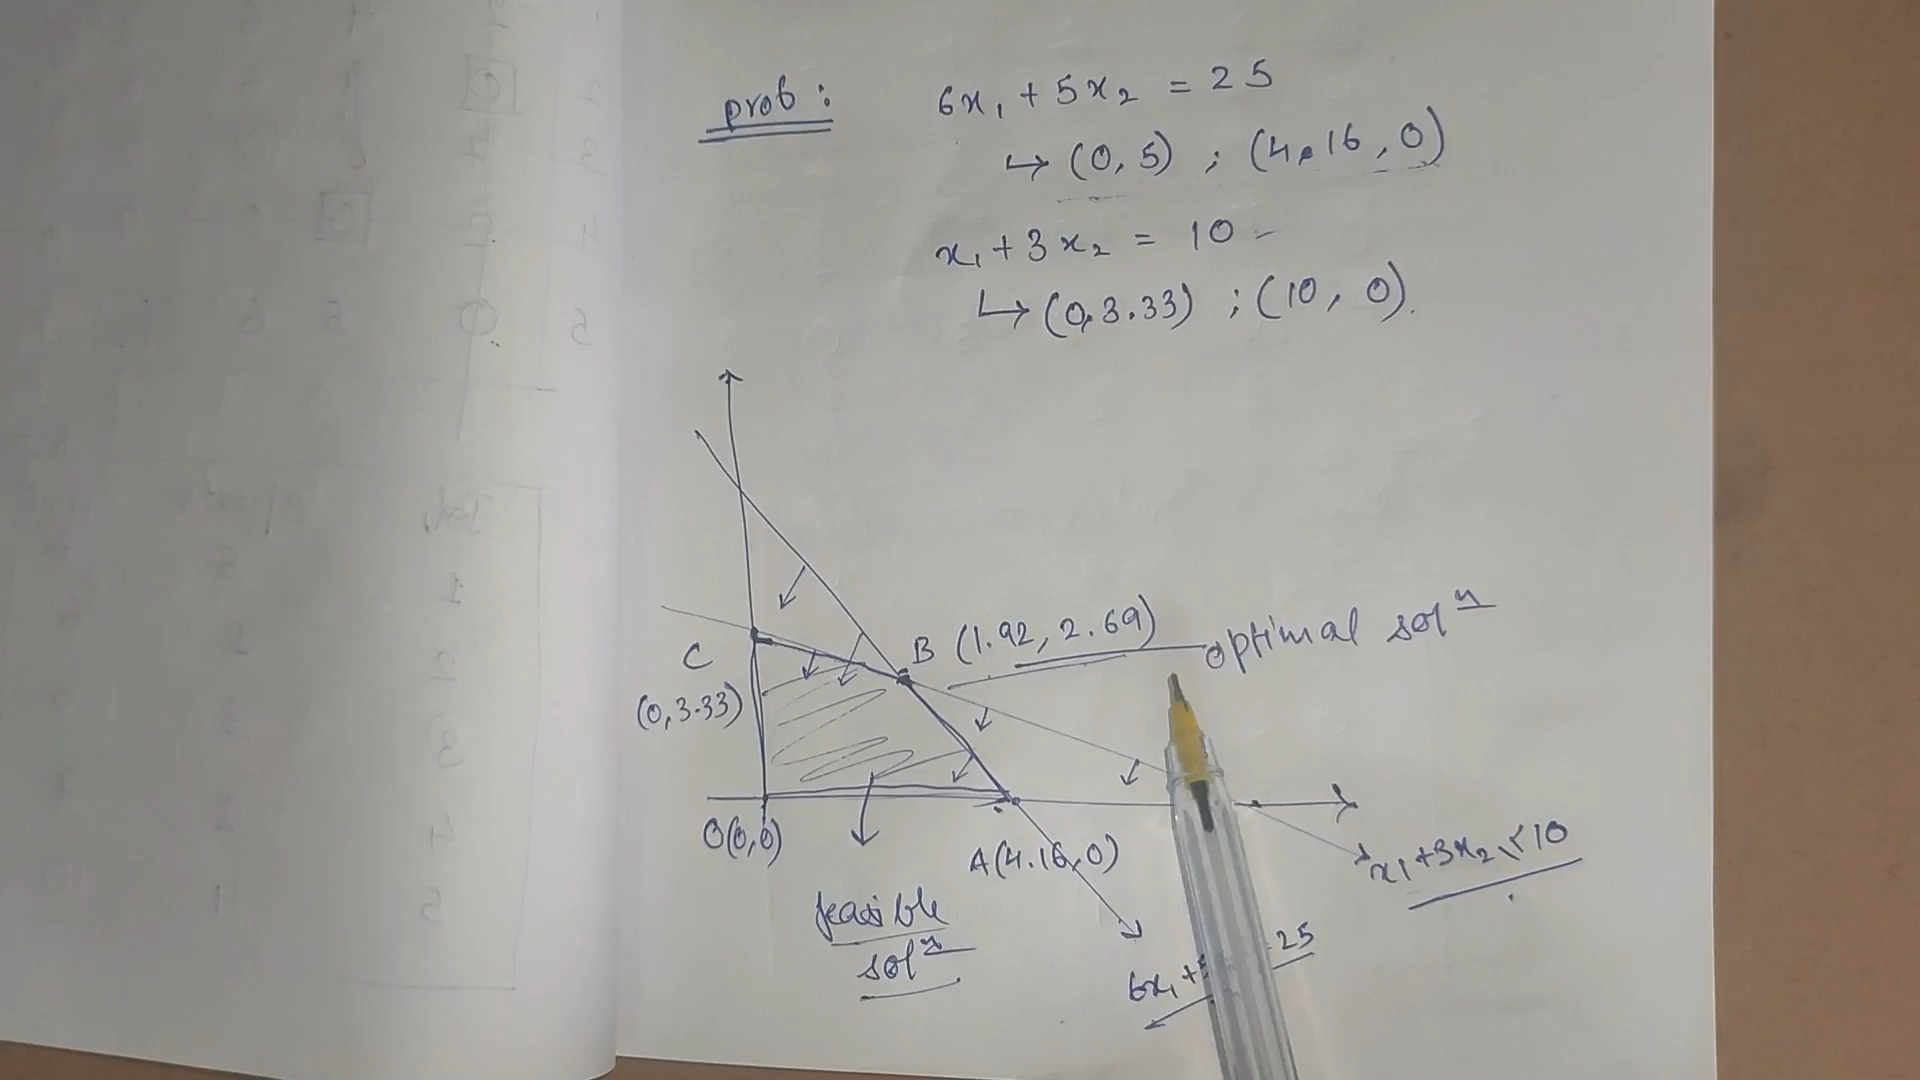 prob :
6x₁ + 5x₂ = 25
↳ (0, 5) ; (4.16, 0)
x₁ + 3x₂ = 10
↳ (0, 3.33) ; (10, 0).
B (1.92, 2.69)
optimal solⁿ
C
(0, 3.33)
O(0,0)
A(4.16, 0)
x₁ + 3x₂ ≤ 10
feasible
solⁿ
6x₁ +
25